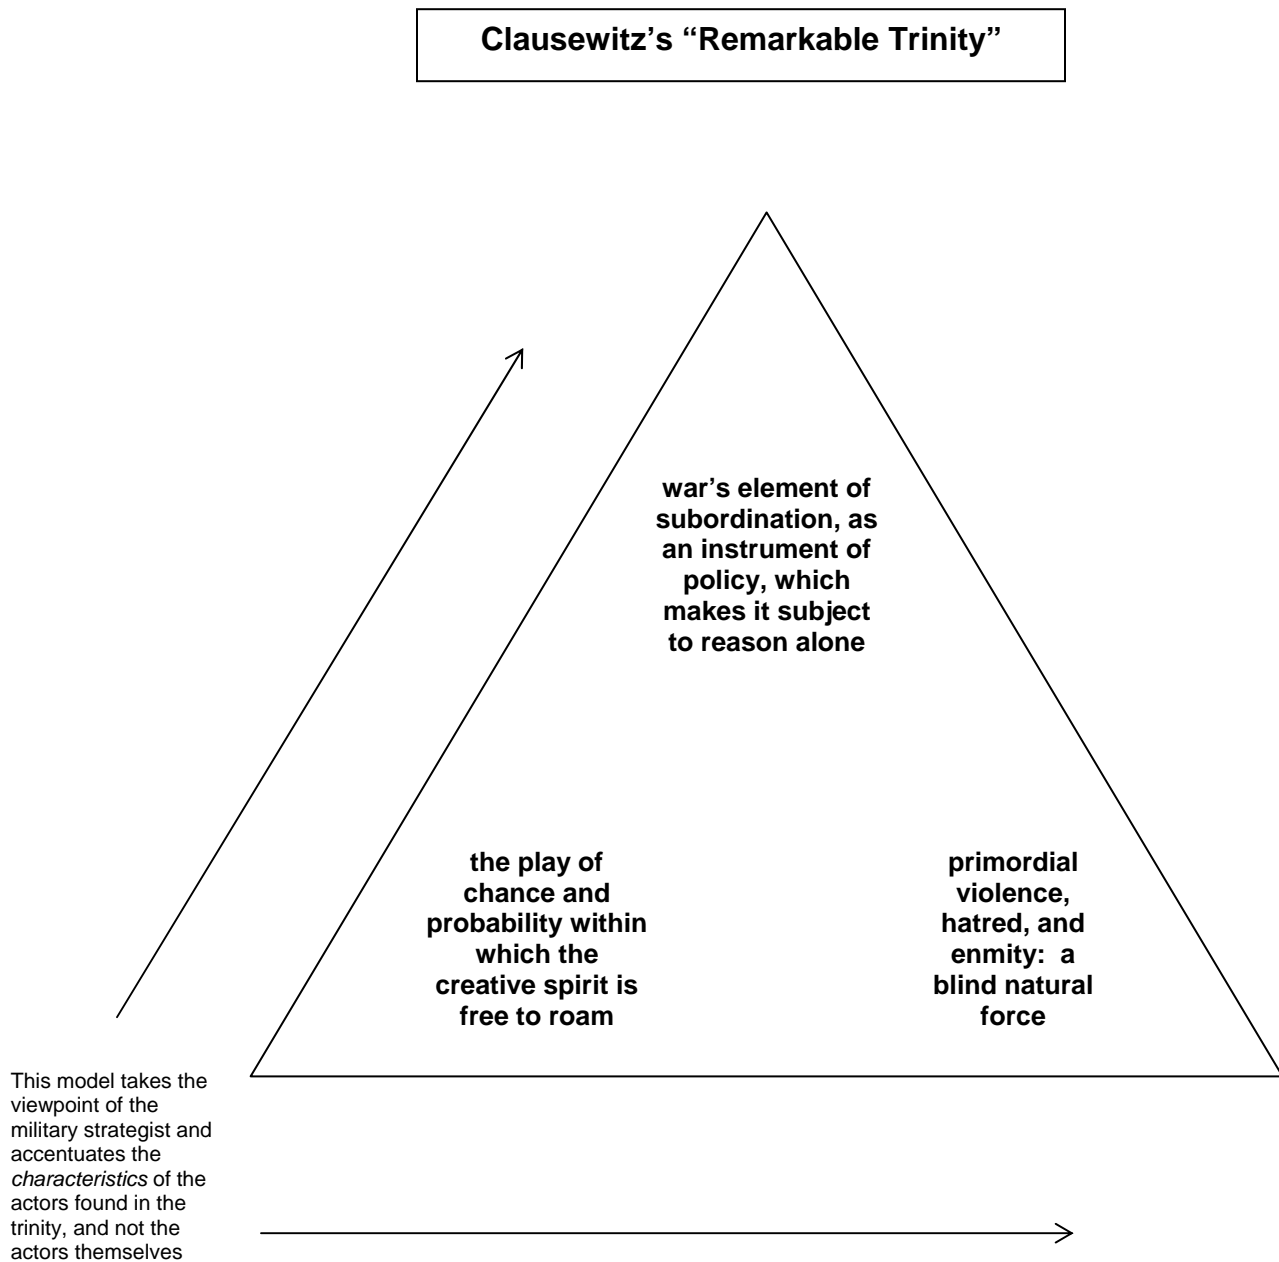 Clausewitz’s “Remarkable Trinity”
war’s element of
subordination, as
an instrument of
policy, which
makes it subject
to reason alone
the play of
chance and
probability within
which the
creative spirit is
free to roam
primordial
violence,
hatred, and
enmity:  a
blind natural
force
This model takes the
viewpoint of the
military strategist and
accentuates the
characteristics of the
actors found in the
trinity, and not the
actors themselves